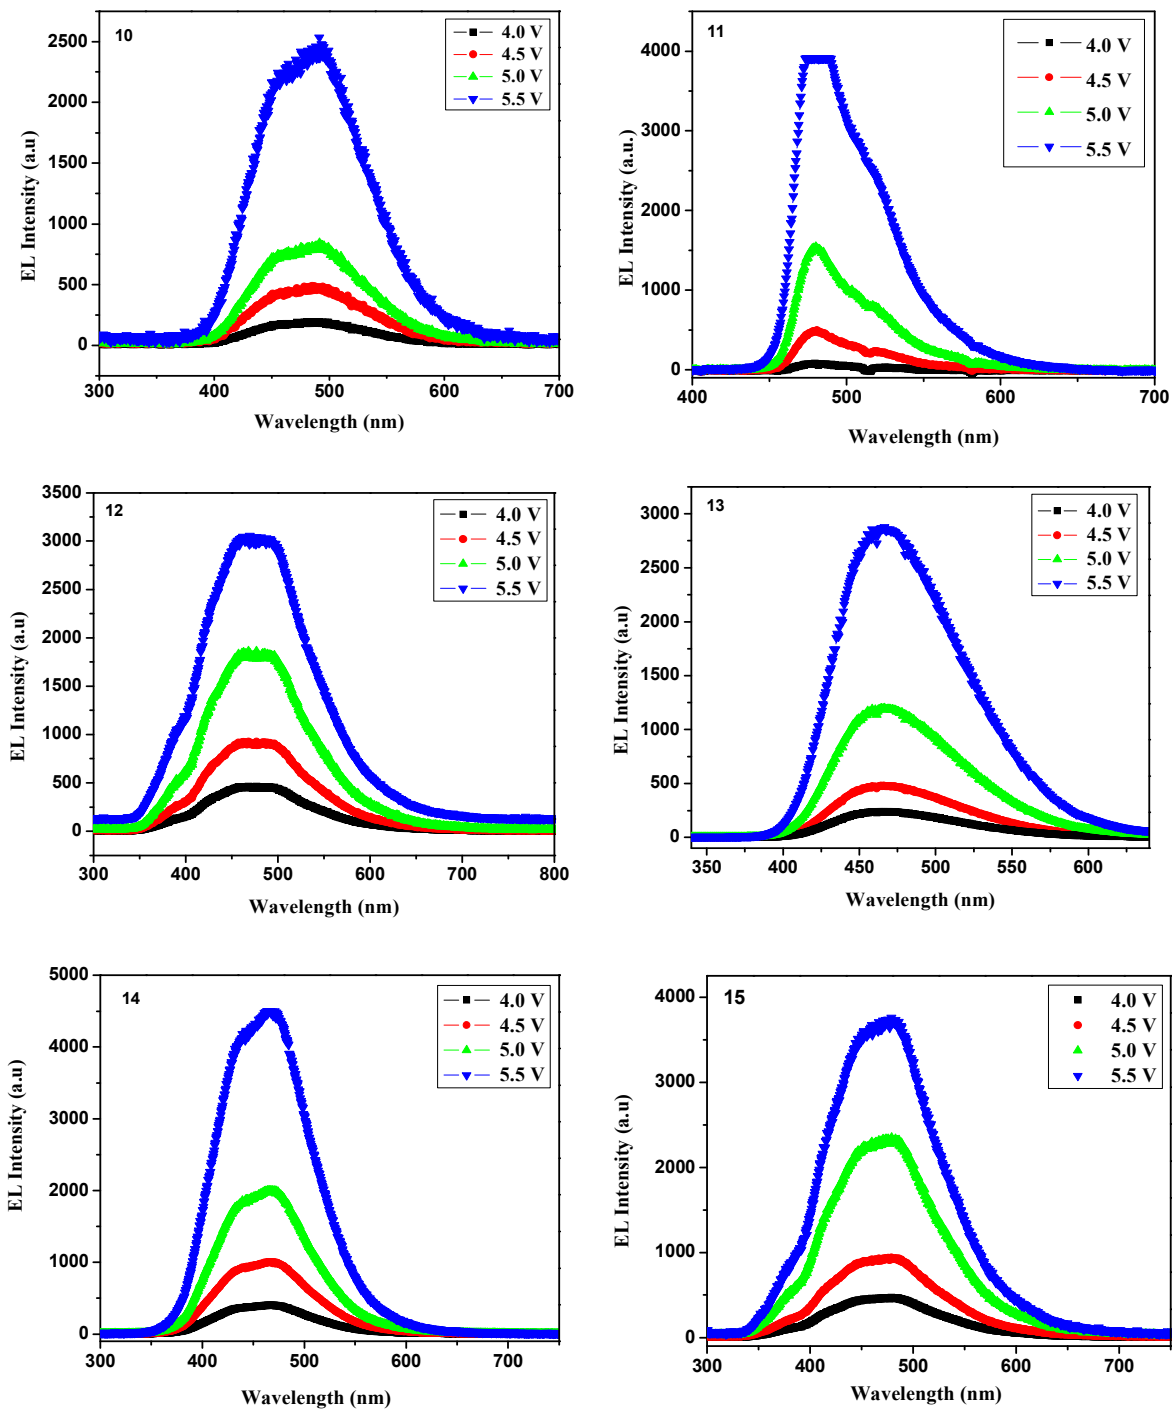 10
4.0 V
4.5 V
5.0 V
5.5 V
2500
2000
1500
1000
500
0
300 400 500 600 700
EL Intensity (a.u)
Wavelength (nm)
11
4.0 V
4.5 V
5.0 V
5.5 V
4000
3000
2000
1000
0
400 500 600 700
EL Intensity (a.u.)
Wavelength (nm)
12
4.0 V
4.5 V
5.0 V
5.5 V
3500
3000
2500
2000
1500
1000
500
0
300 400 500 600 700 800
EL Intensity (a.u)
Wavelength (nm)
13
4.0 V
4.5 V
5.0 V
5.5 V
3000
2500
2000
1500
1000
500
0
350 400 450 500 550 600
EL Intensity (a.u)
Wavelength (nm)
14
4.0 V
4.5 V
5.0 V
5.5 V
5000
4000
3000
2000
1000
0
300 400 500 600 700
EL Intensity (a.u)
Wavelength (nm)
15
4.0 V
4.5 V
5.0 V
5.5 V
4000
3000
2000
1000
0
300 400 500 600 700
EL Intensity (a.u)
Wavelength (nm)